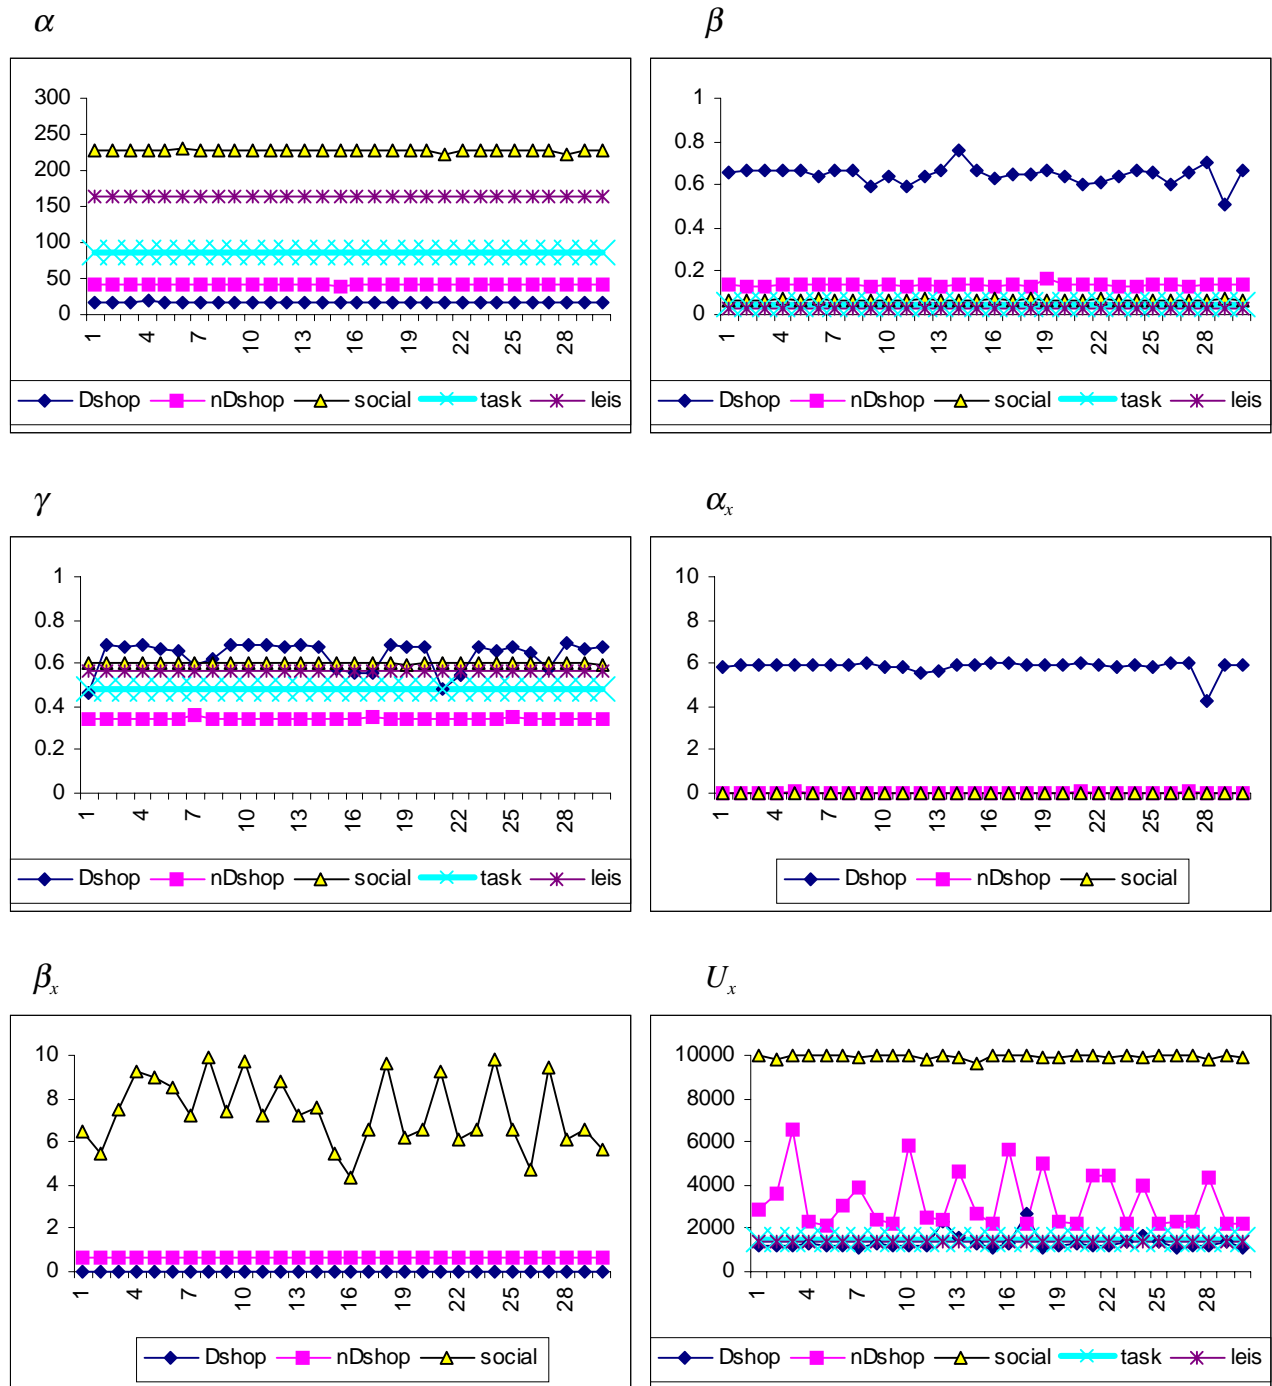 α β
300
250
200
150
100
50
0
1 4 7 10 13 16 19 22 25 28
Dshop nDshop social task leis
1
0.8
0.6
0.4
0.2
0
1 4 7 10 13 16 19 22 25 28
Dshop nDshop social task leis
γ αx
1
0.8
0.6
0.4
0.2
0
1 4 7 10 13 16 19 22 25 28
Dshop nDshop social task leis
10
8
6
4
2
0
1 4 7 10 13 16 19 22 25 28
Dshop nDshop social
βx Ux
10
8
6
4
2
0
1 4 7 10 13 16 19 22 25 28
Dshop nDshop social
10000
8000
6000
4000
2000
0
1 4 7 10 13 16 19 22 25 28
Dshop nDshop social task leis